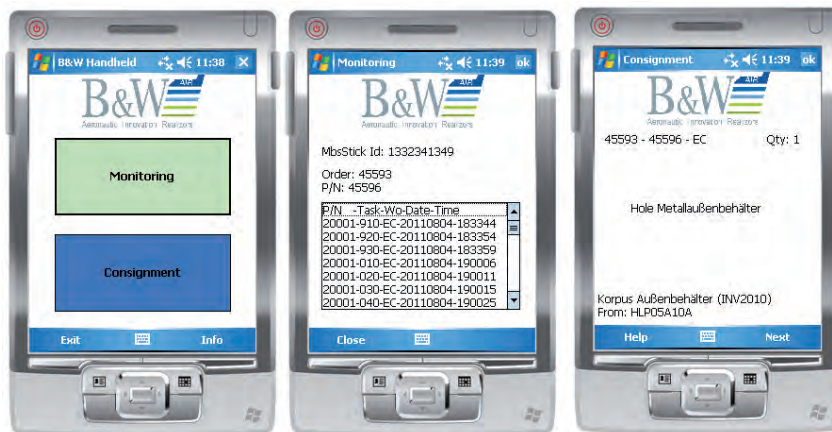 B&W Handheld 11:38
B&W AIR
Aeronautic Innovation Realizors
Monitoring
Consignment
Exit Info
Monitoring 11:39 ok
B&W AIR
Aeronautic Innovation Realizors
MbsStick Id: 1332341349
Order: 45593
P/N: 45596
P/N -Task-Wo-Date-Time
20001-910-EC-20110804-183344
20001-920-EC-20110804-183354
20001-930-EC-20110804-183359
20001-010-EC-20110804-190006
20001-020-EC-20110804-190011
20001-030-EC-20110804-190015
20001-040-EC-20110804-190025
Close
Consignment 11:39 ok
B&W AIR
Aeronautic Innovation Realizors
45593 - 45596 - EC Qty: 1
Hole Metallaußenbehälter
Korpus Außenbehälter (INV2010)
From: HLP05A10A
Help Next